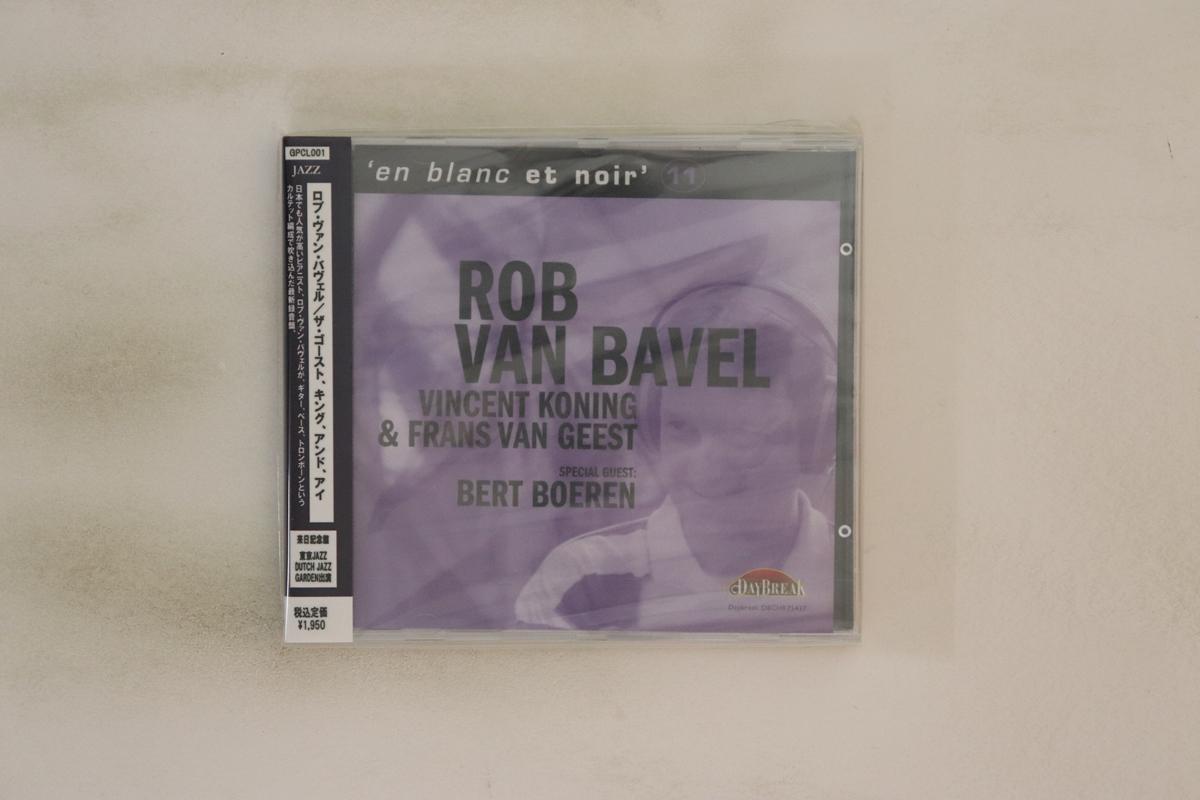 GPCL001
JAZZ
ロブ・ヴァン・バヴェル／ザ・ゴースト、キング、アンド、アイ
日本でも人気が高いピアニスト、ロブ・ヴァン・バヴェルが、ギター、ベース、トロンボーンという
カルテット編成で吹き込んだ最新録音盤。
来日記念盤
東京JAZZ
DUTCH JAZZ
GARDEN出演
税込定価
¥1,950
‘en blanc et noir’ 11
ROB
VAN BAVEL
VINCENT KONING
& FRANS VAN GEEST
SPECIAL GUEST:
BERT BOEREN
DAYBREAK
Daybreak DBCHR 75437